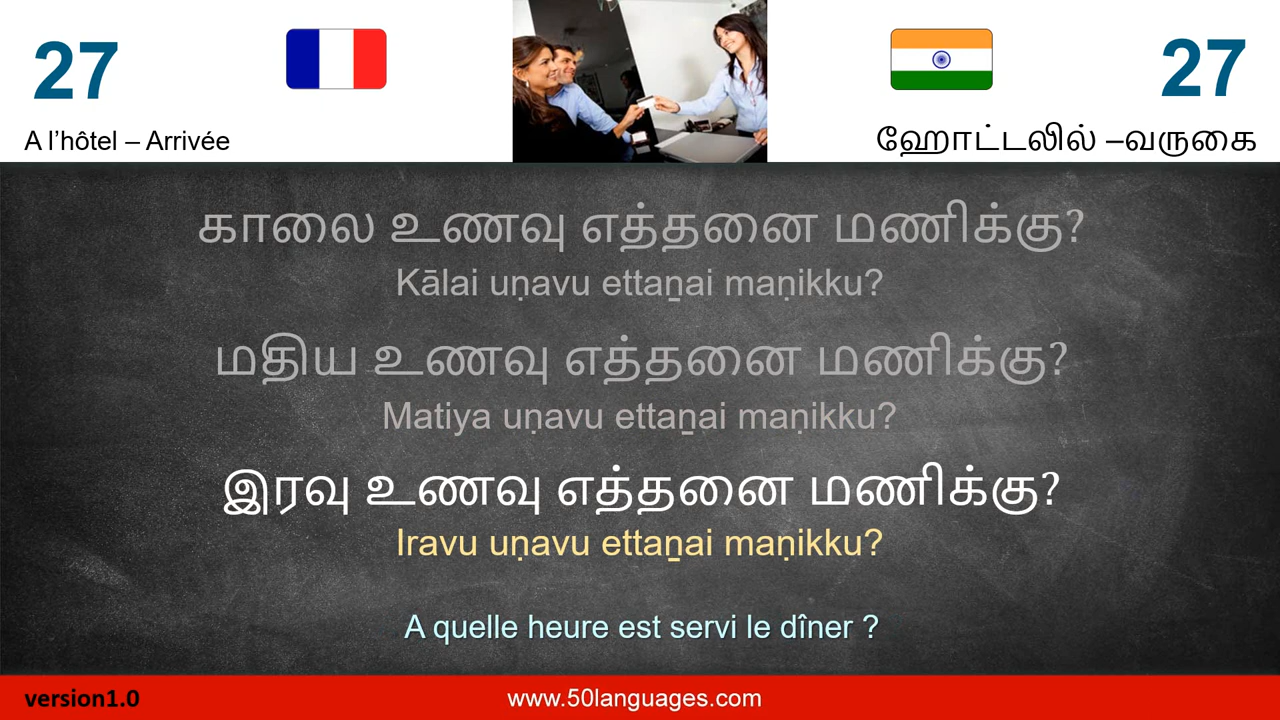 27
27
A l’hôtel – Arrivée
ஹோட்டலில் –வருகை
காலை உணவு எத்தனை மணிக்கு?
Kālai uṇavu ettaṉai maṇikku?
மதிய உணவு எத்தனை மணிக்கு?
Matiya uṇavu ettaṉai maṇikku?
இரவு உணவு எத்தனை மணிக்கு?
Iravu uṇavu ettaṉai maṇikku?
A quelle heure est servi le dîner ?
version1.0
www.50languages.com